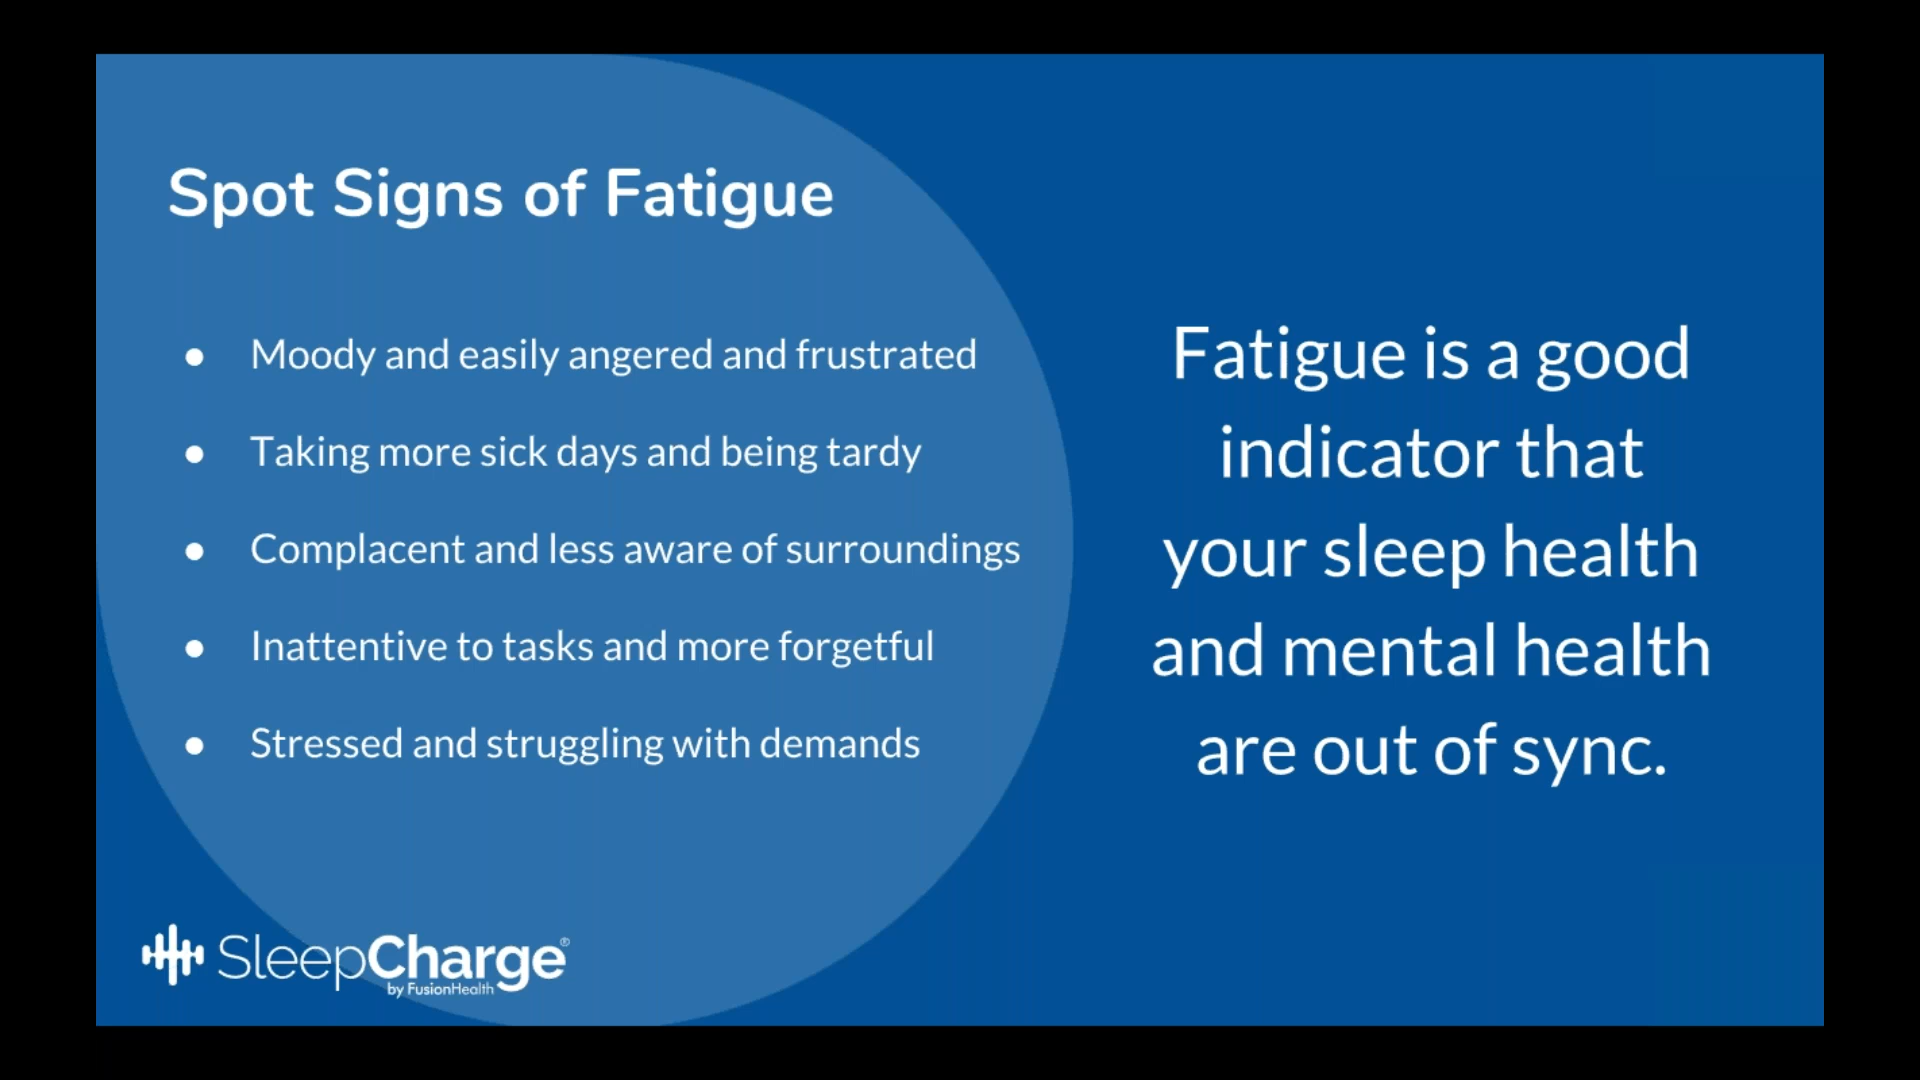 Spot Signs of Fatigue
● Moody and easily angered and frustrated
● Taking more sick days and being tardy
● Complacent and less aware of surroundings
● Inattentive to tasks and more forgetful
● Stressed and struggling with demands
Fatigue is a good
indicator that
your sleep health
and mental health
are out of sync.
SleepCharge®
by FusionHealth